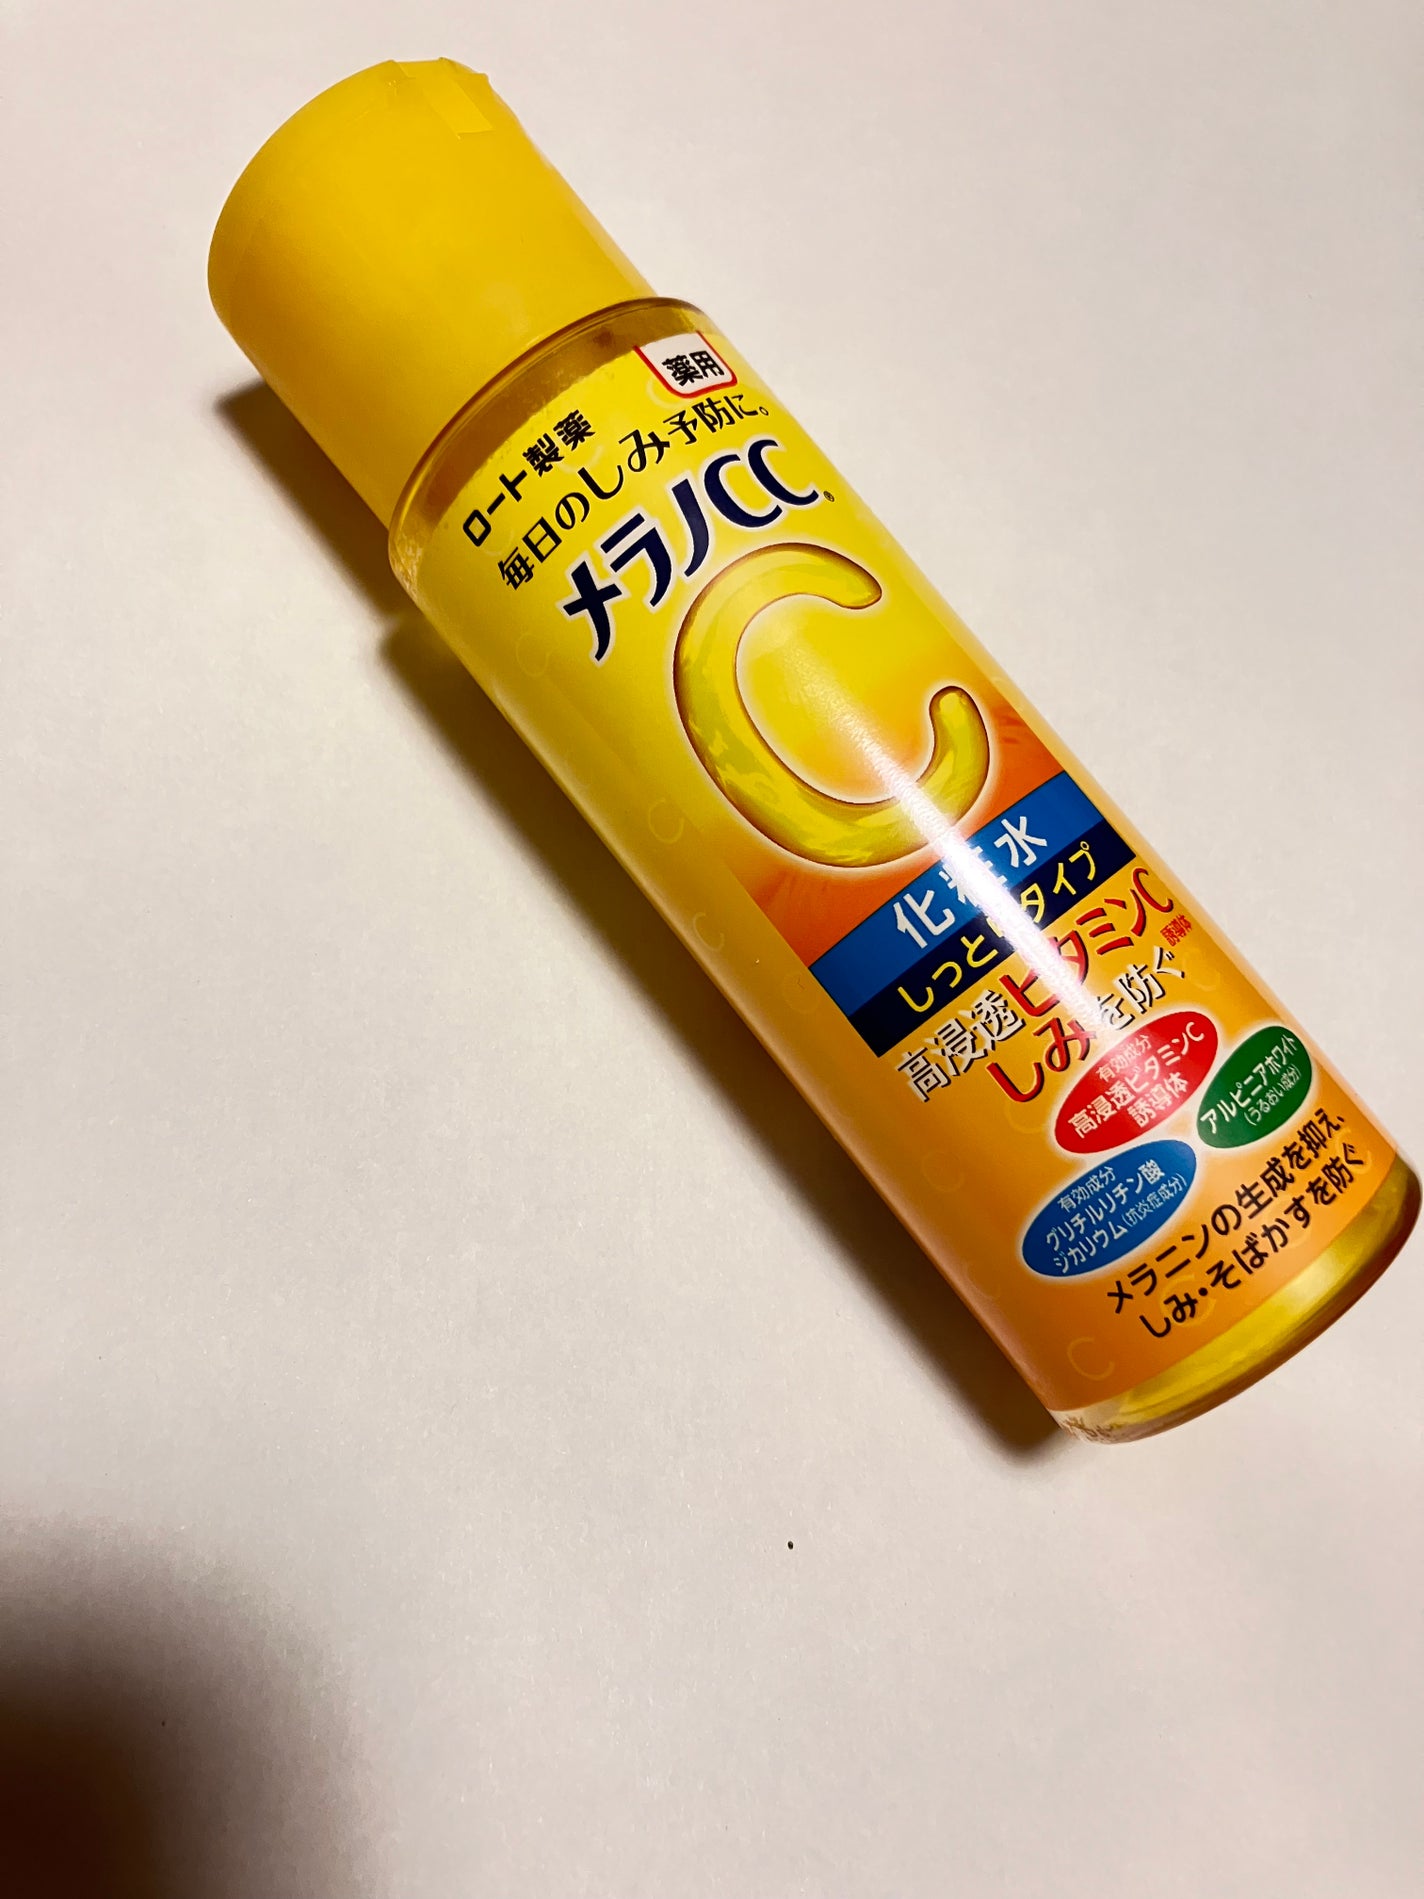 薬用
ロート製薬
毎日のしみ予防に。
メラノCC®
C
化粧水
しっとりタイプ
高浸透ビタミンC誘導体
しみを防ぐ
有効成分
高浸透ビタミンC
誘導体
アルピニアホワイト
(うるおい成分)
有効成分
グリチルリチン酸
ジカリウム(抗炎症成分)
メラニンの生成を抑え、
しみ・そばかすを防ぐ